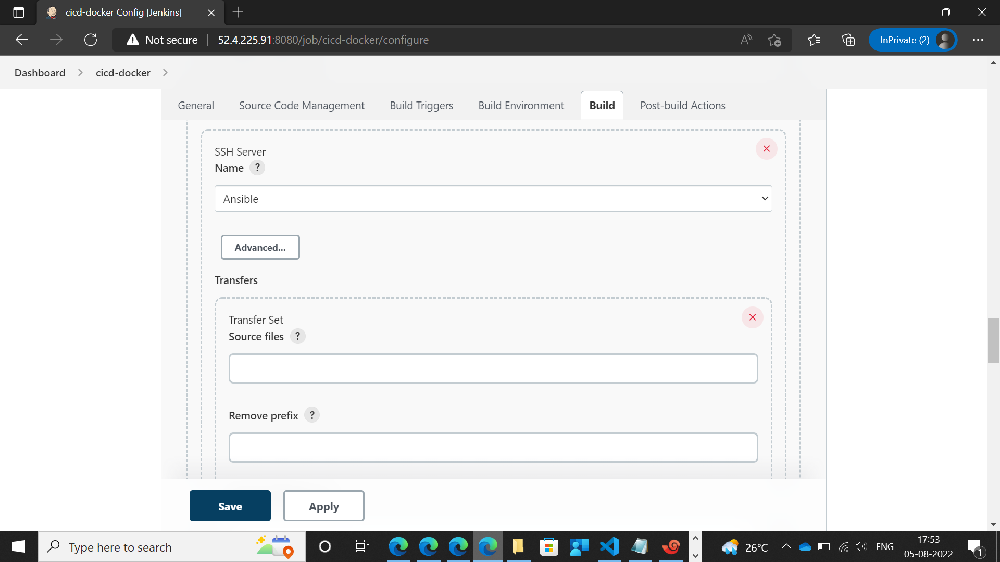 cicd-docker Config [Jenkins]
Not secure
52.4.225.91:8080/job/cicd-docker/configure
InPrivate (2)
Dashboard
cicd-docker
General
Source Code Management
Build Triggers
Build Environment
Build
Post-build Actions
SSH Server
Name ?
Ansible
Advanced...
Transfers
Transfer Set
Source files ?
Remove prefix ?
Save
Apply
Type here to search
26°C
ENG
17:53
05-08-2022
1